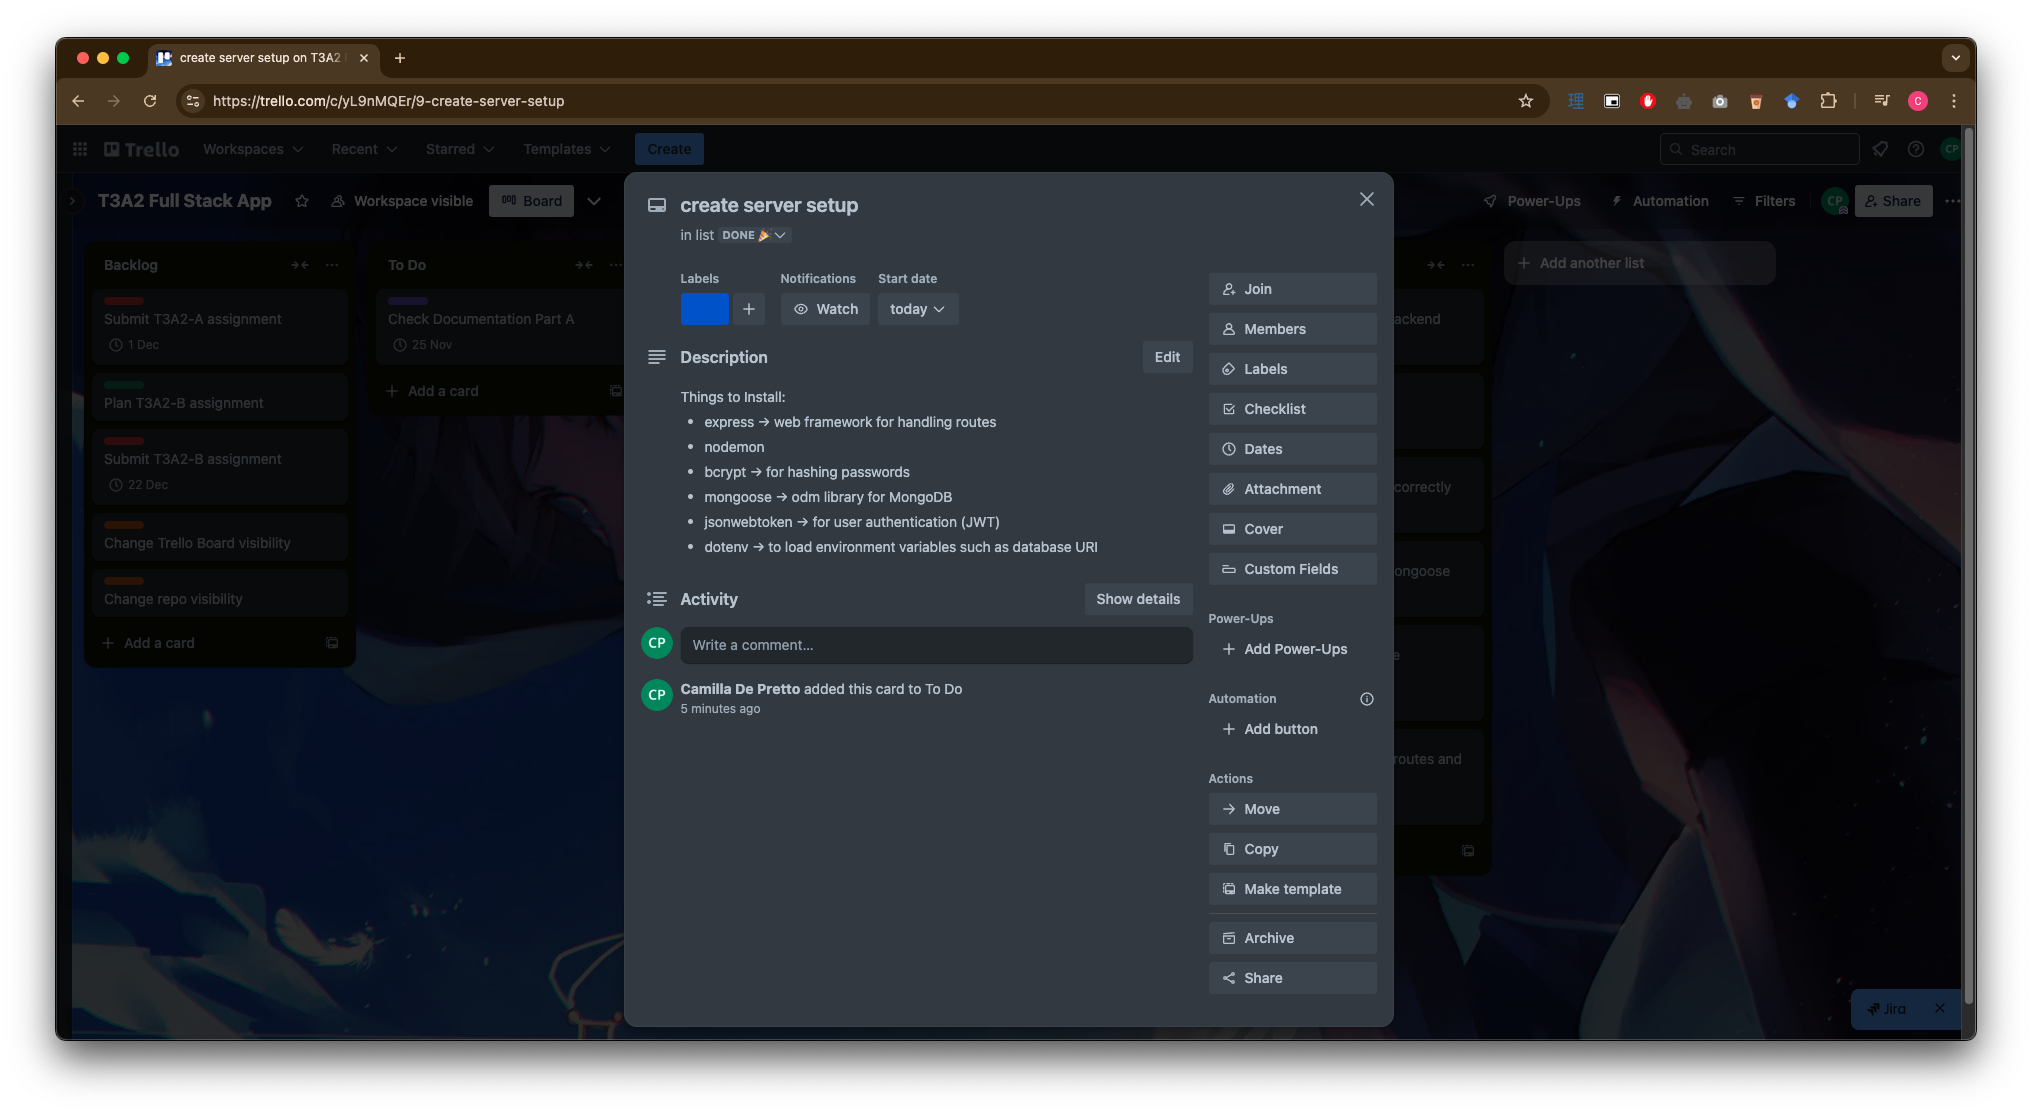 create server setup on T3A2
https://trello.com/c/yL9nMQEr/9-create-server-setup
C
Trello
Workspaces
Recent
Starred
Templates
Create
Search
CP
T3A2 Full Stack App
Workspace visible
Board
Power-Ups
Automation
Filters
CP
Share
Backlog
Submit T3A2-A assignment
1 Dec
Plan T3A2-B assignment
Submit T3A2-B assignment
22 Dec
Change Trello Board visibility
Change repo visibility
Add a card
To Do
Check Documentation Part A
25 Nov
Add a card
create server setup
in list DONE 🎉
Labels
Notifications
Watch
Start date
today
Description
Edit
Things to Install:
• express → web framework for handling routes
• nodemon
• bcrypt → for hashing passwords
• mongoose → odm library for MongoDB
• jsonwebtoken → for user authentication (JWT)
• dotenv → to load environment variables such as database URI
Activity
Show details
CP
Write a comment...
CP
Camilla De Pretto added this card to To Do
5 minutes ago
Join
Members
Labels
Checklist
Dates
Attachment
Cover
Custom Fields
Power-Ups
Add Power-Ups
Automation
Add button
Actions
Move
Copy
Make template
Archive
Share
ackend
correctly
ongoose
e
routes and
Add another list
Jira